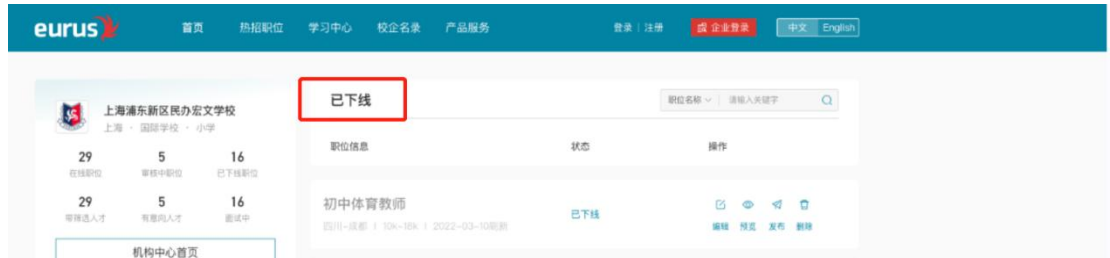 eurus
首页 热招职位 学习中心 校企名录 产品服务
登录 | 注册
企业登录
中文 English
上海浦东新区民办宏文学校
上海 · 国际学校 · 小学
29 5 16
在线职位 审核中职位 已下线职位
29 5 16
带筛选人才 有意向人才 面试中
机构中心首页
已下线
职位名称 请输入关键字
职位信息 状态 操作
初中体育教师
四川-成都 | 10k-18k | 2022-03-10刷新
已下线
编辑 预览 发布 删除